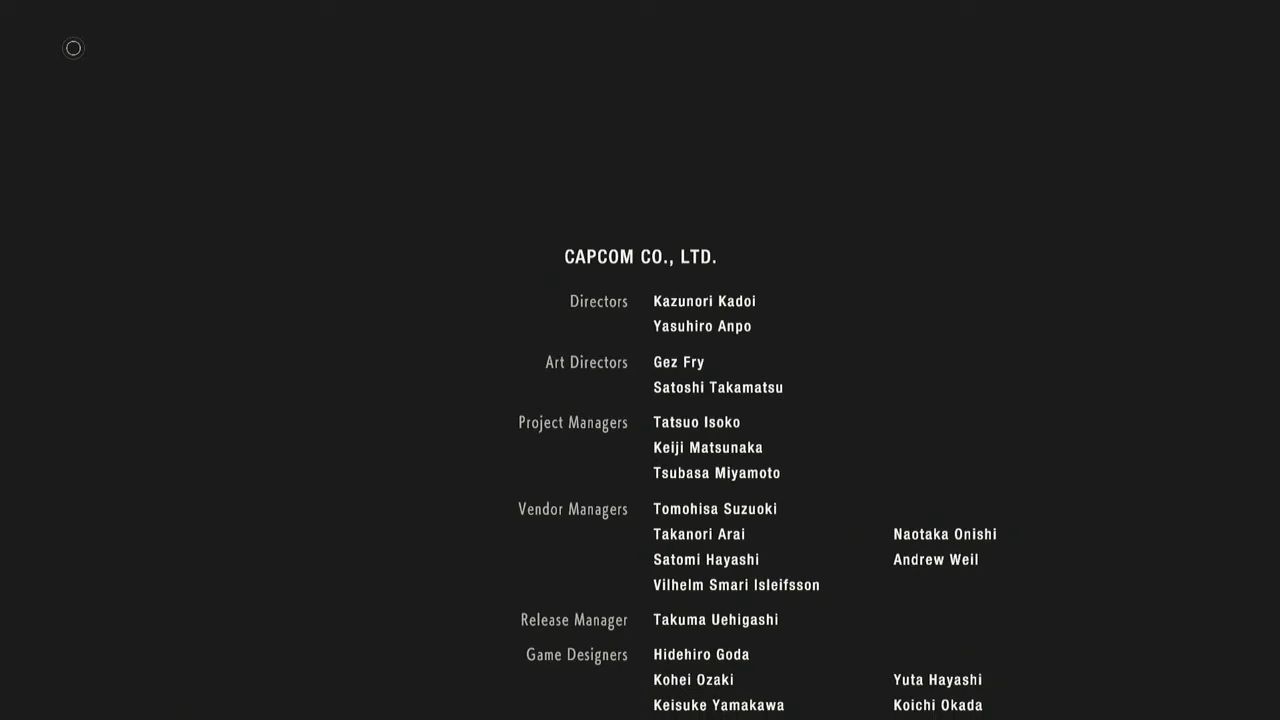 CAPCOM CO., LTD.
Directors Kazunori Kadoi
Yasuhiro Anpo
Art Directors Gez Fry
Satoshi Takamatsu
Project Managers Tatsuo Isoko
Keiji Matsunaka
Tsubasa Miyamoto
Vendor Managers Tomohisa Suzuoki
Takanori Arai Naotaka Onishi
Satomi Hayashi Andrew Weil
Vilhelm Smari Isleifsson
Release Manager Takuma Uehigashi
Game Designers Hidehiro Goda
Kohei Ozaki Yuta Hayashi
Keisuke Yamakawa Koichi Okada